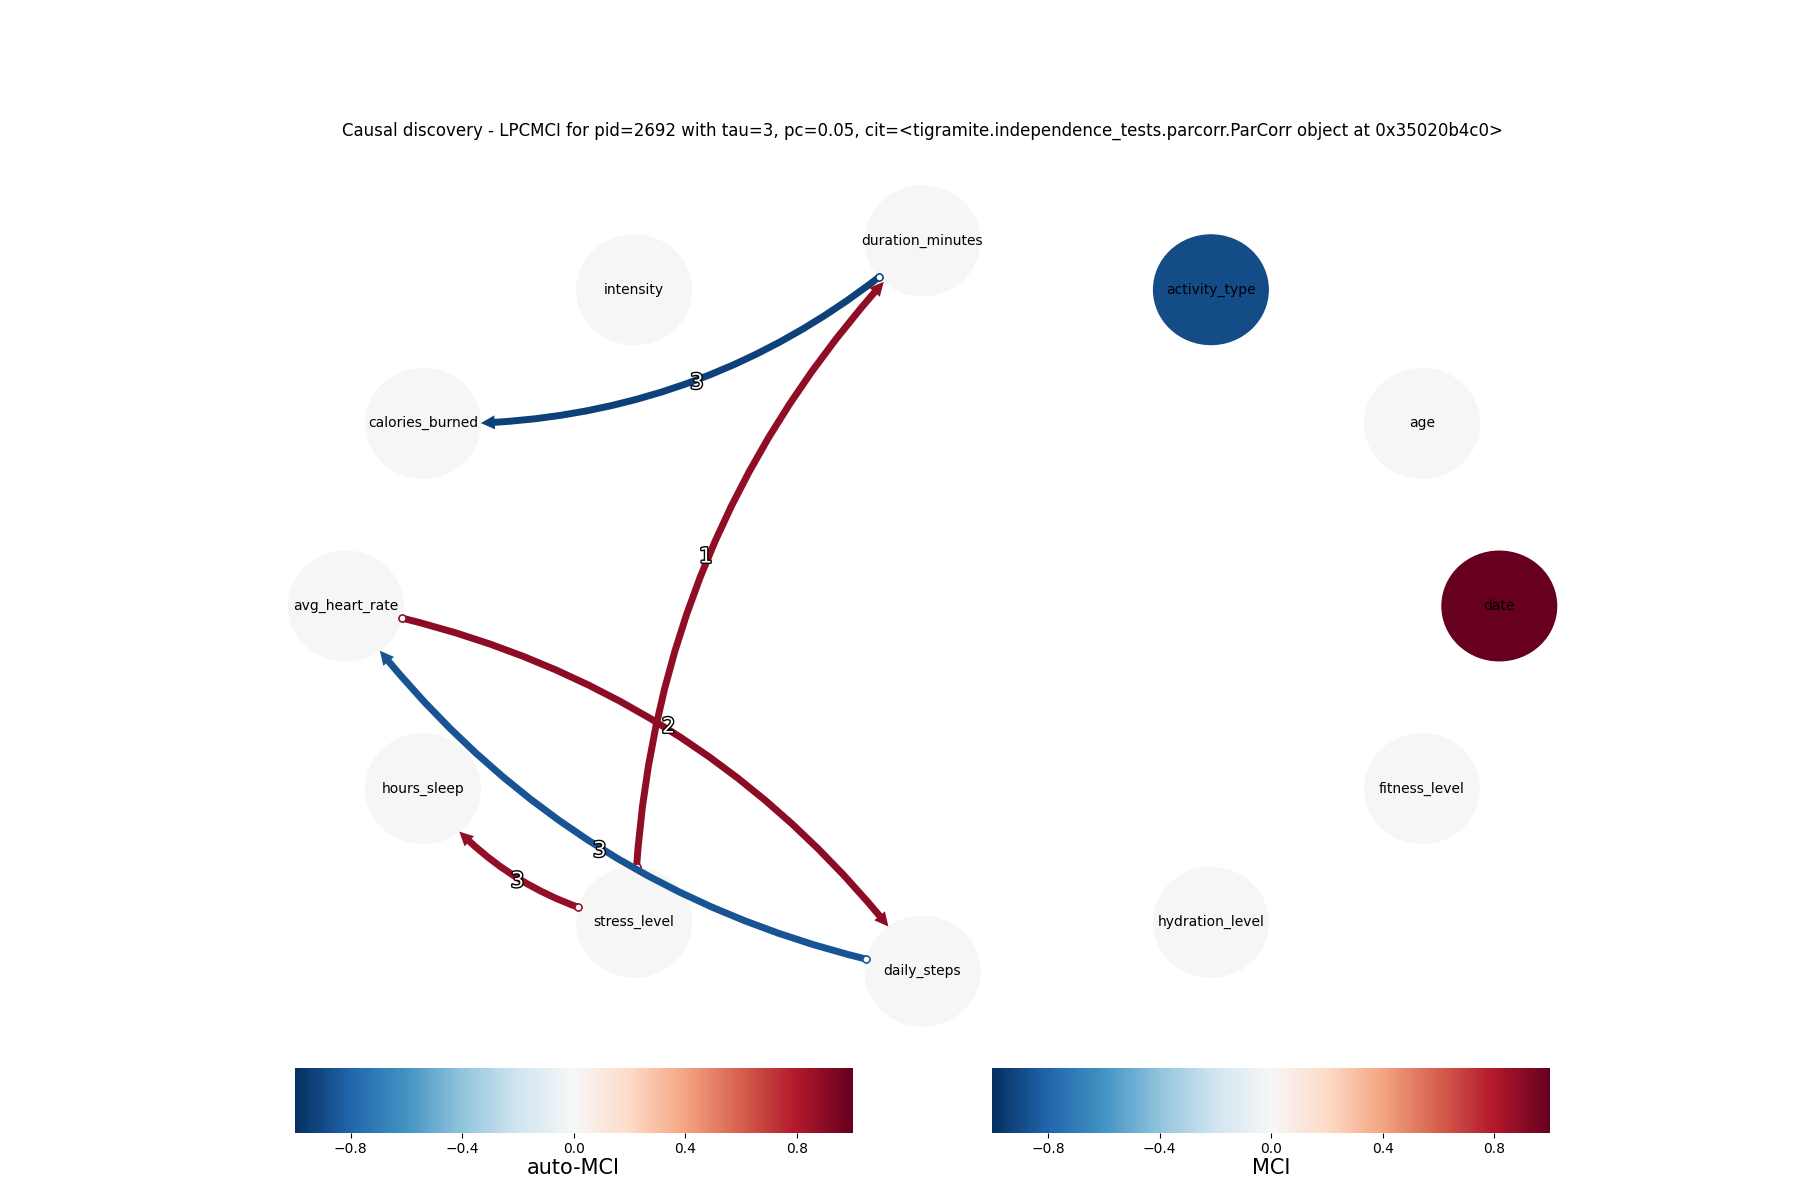 Causal discovery - LPCMCI for pid=2692 with tau=3, pc=0.05, cit=<tigramite.independence_tests.parcorr.ParCorr object at 0x35020b4c0>
duration_minutes
intensity
activity_type
3
calories_burned
age
1
avg_heart_rate
date
2
hours_sleep
fitness_level
3
3
stress_level
hydration_level
daily_steps
−0.8 −0.4 0.0 0.4 0.8
auto-MCI
−0.8 −0.4 0.0 0.4 0.8
MCI